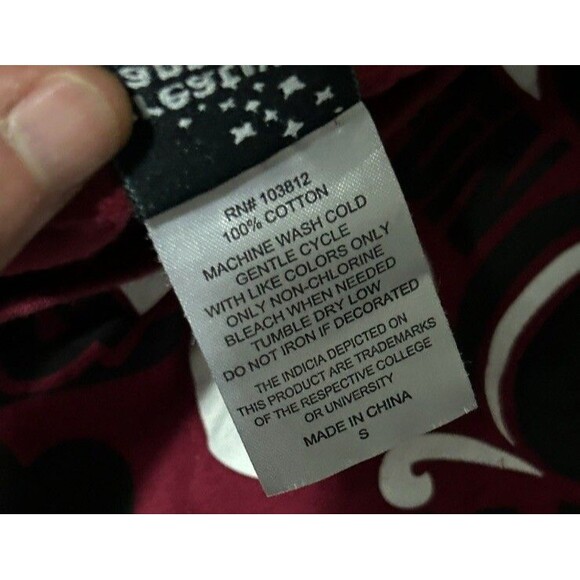 RN# 103812
100% COTTON
MACHINE WASH COLD
GENTLE CYCLE
WITH LIKE COLORS ONLY
ONLY NON-CHLORINE
BLEACH WHEN NEEDED
TUMBLE DRY LOW
DO NOT IRON IF DECORATED
THE INDICIA DEPICTED ON
THIS PRODUCT ARE TRADEMARKS
OF THE RESPECTIVE COLLEGE
OR UNIVERSITY
MADE IN CHINA
S